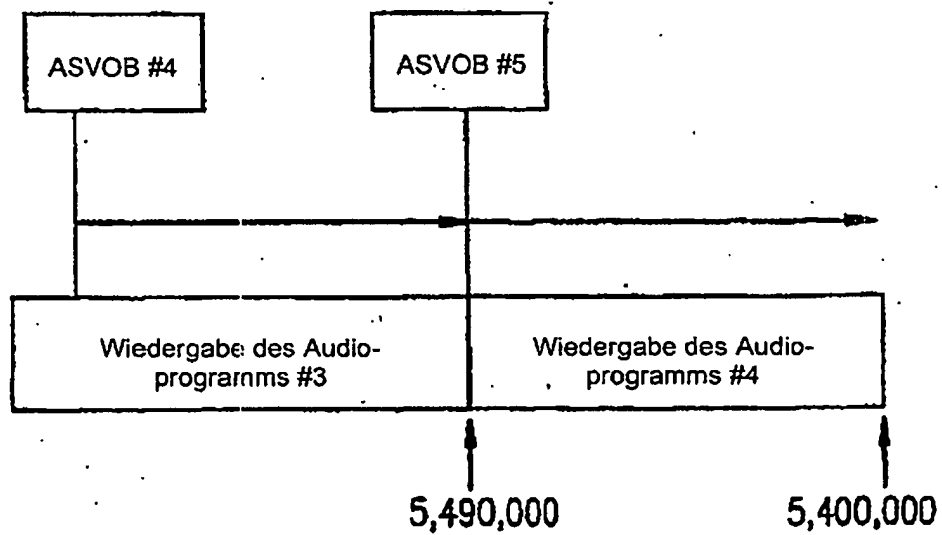 ASVOB #4
ASVOB #5
Wiedergabe des Audio-
programms #3
Wiedergabe des Audio-
programms #4
5,490,000
5,400,000